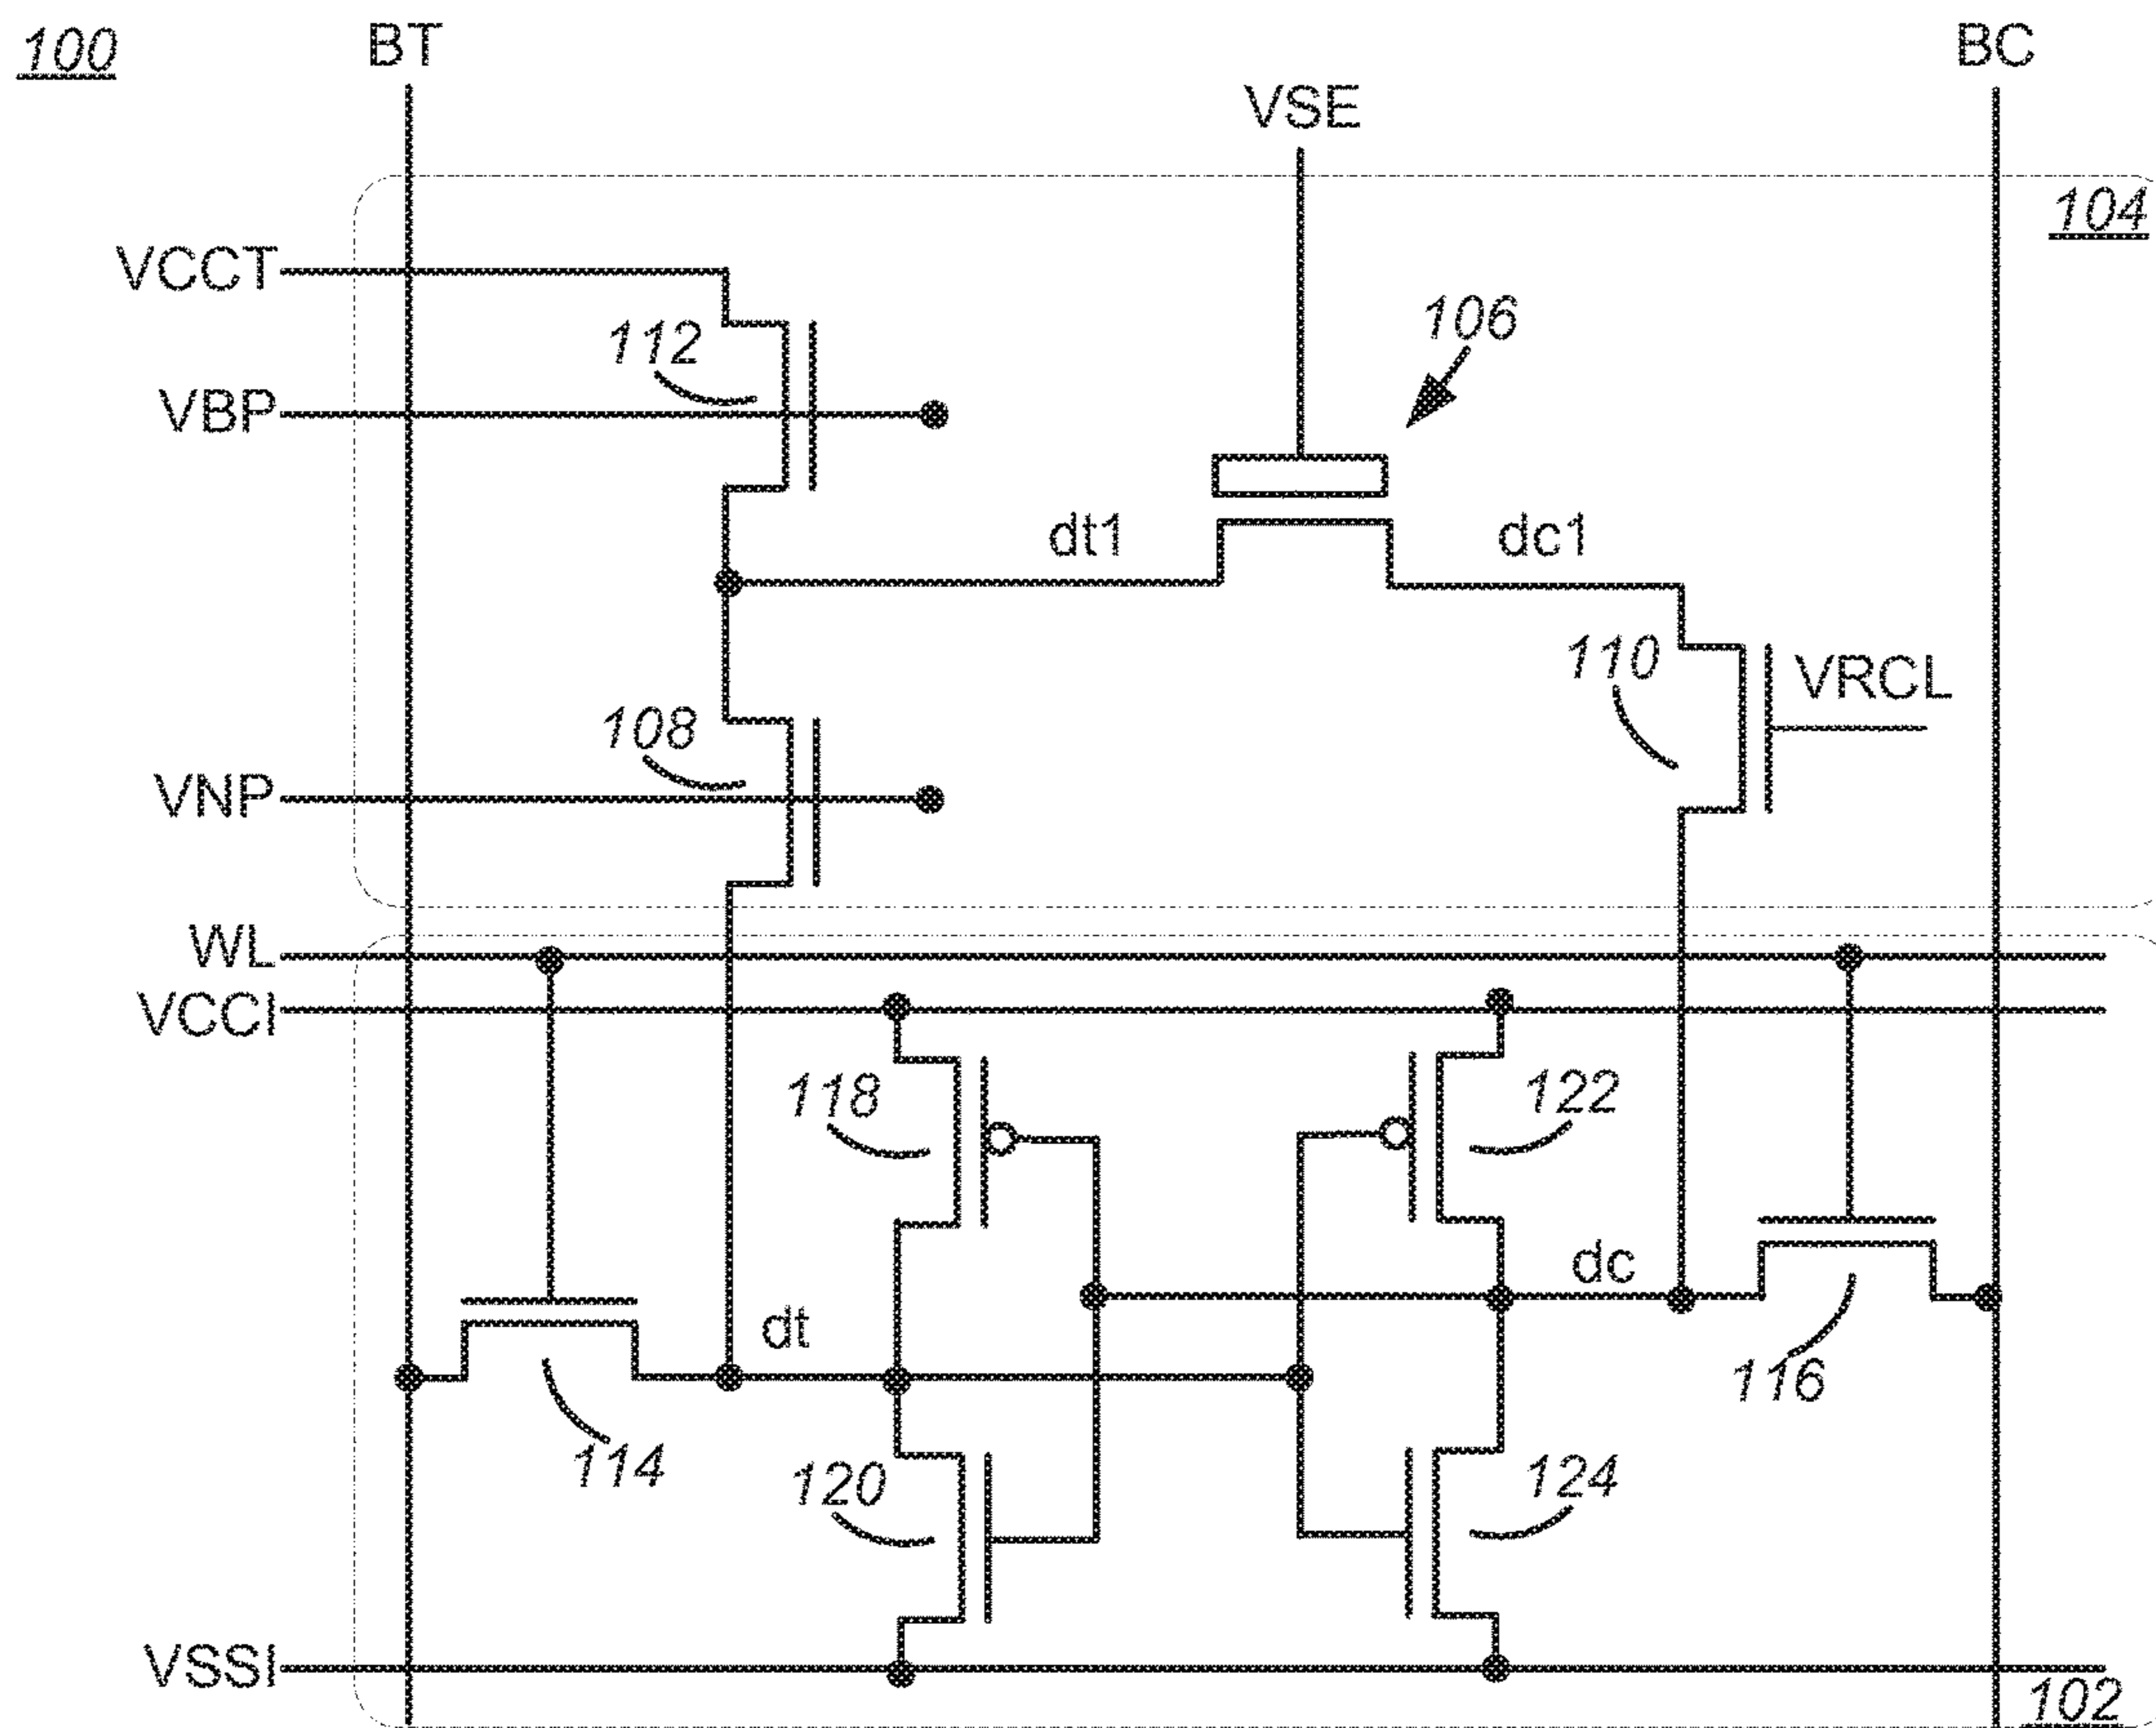 100
BT
BC
VSE
104
VCCT
106
112
VBP
dt1
dc1
110
VRCL
108
VNP
WL
VCCI
118
122
dc
dt
116
114
120
124
VSSI
102